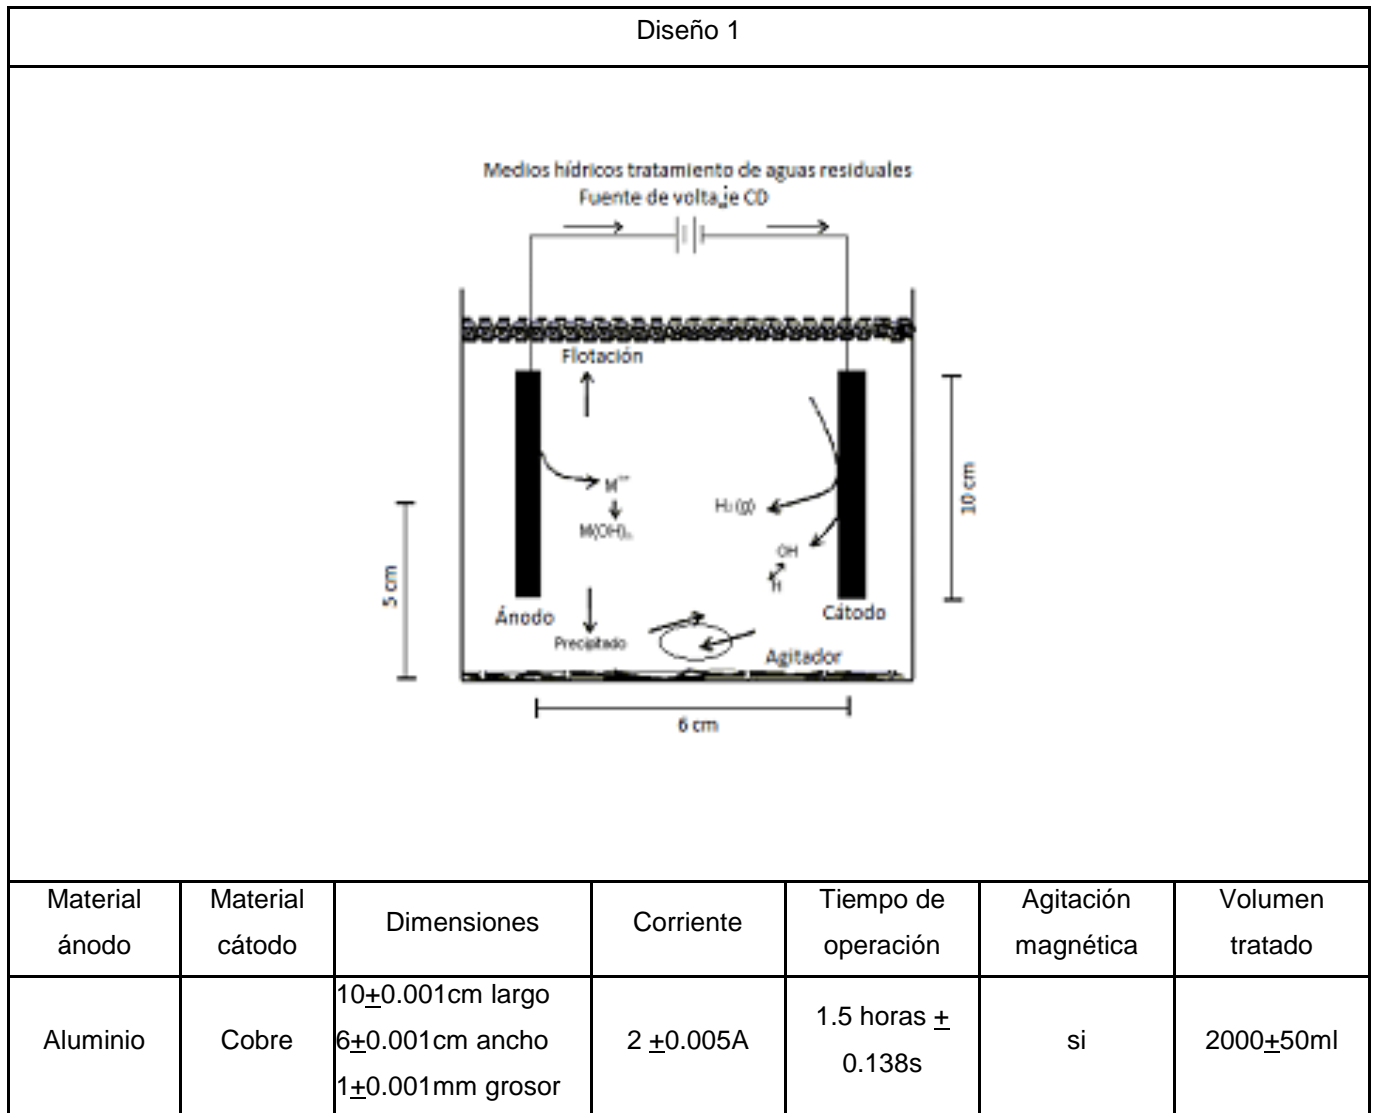 Diseño 1
Medios hídricos tratamiento de aguas residuales
Fuente de voltaje CD
Flotación
M
H₂ (g)
M(OH)ₙ
OH
H
10 cm
5 cm
Ánodo
Cátodo
Precipitado
Agitador
6 cm
Material ánodo
Material cátodo
Dimensiones
Corriente
Tiempo de operación
Agitación magnética
Volumen tratado
Aluminio
Cobre
10±0.001cm largo
6±0.001cm ancho
1±0.001mm grosor
2 ±0.005A
1.5 horas ±
0.138s
si
2000±50ml